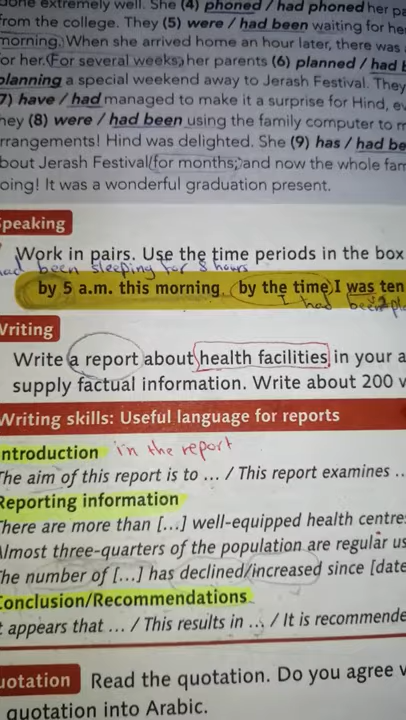 done extremely well. She (4) phoned / had phoned her pa
from the college. They (5) were / had been waiting for her
morning. When she arrived home an hour later, there was
for her. For several weeks, her parents (6) planned / had b
planning a special weekend away to Jerash Festival. They
7) have / had managed to make it a surprise for Hind, ev
hey (8) were / had been using the family computer to m
rrangements! Hind was delighted. She (9) has / had be
bout Jerash Festival for months, and now the whole fam
oing! It was a wonderful graduation present.
Speaking
Work in pairs. Use the time periods in the box
had been sleeping for 8 hours
by 5 a.m. this morning by the time I was ten
I had been pla
Writing
Write a report about health facilities in your a
supply factual information. Write about 200 w
Writing skills: Useful language for reports
Introduction in the report
The aim of this report is to ... / This report examines ..
Reporting information
There are more than [...] well-equipped health centre
Almost three-quarters of the population are regular us
The number of [...] has declined/increased since [date
Conclusion/Recommendations
t appears that ... / This results in ... / It is recommende
uotation Read the quotation. Do you agree w
quotation into Arabic.